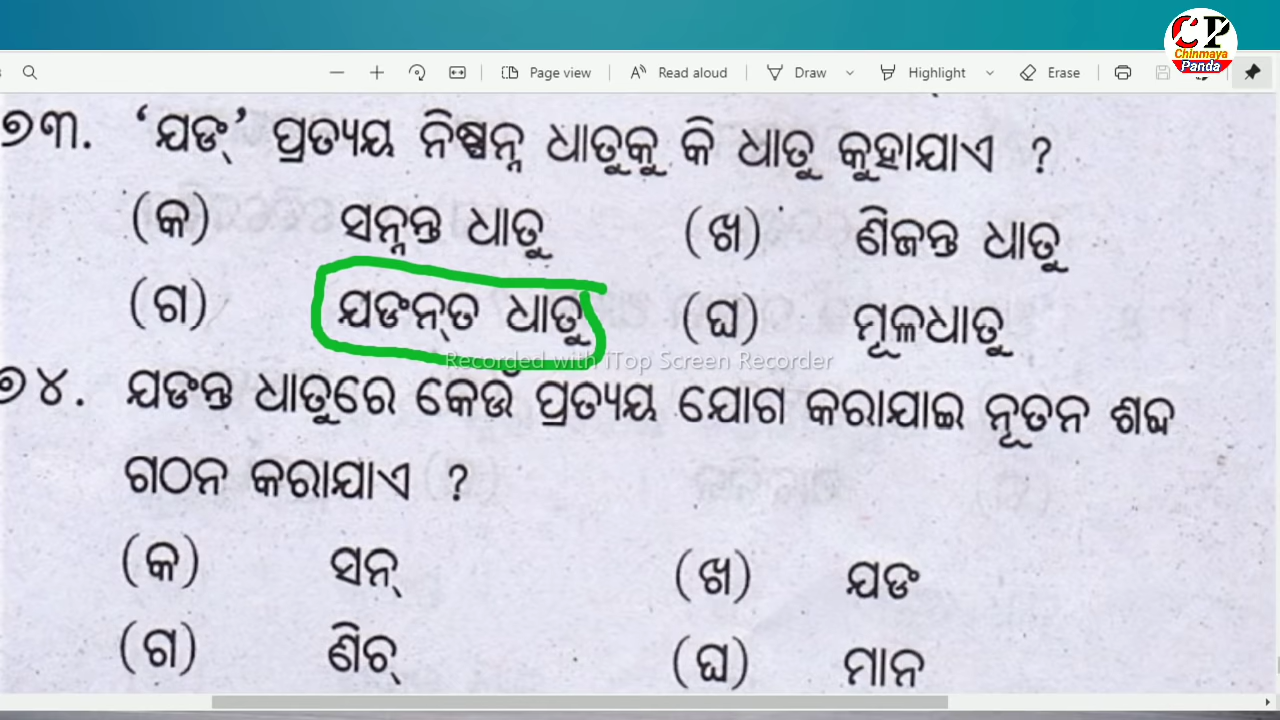 CP
Chinmaya
Panda
Page view Read aloud Draw Highlight Erase
୭୩. ‘ଯଙ୍’ ପ୍ରତ୍ୟୟ ନିଷ୍ପନ୍ନ ଧାତୁକୁ କି ଧାତୁ କୁହାଯାଏ ?
(କ) ସନ୍ନନ୍ତ ଧାତୁ (ଖ) ଣିଜନ୍ତ ଧାତୁ
(ଗ) ଯଙନ୍‌ତ ଧାତୁ (ଘ) ମୂଳଧାତୁ
Recorded with iTop Screen Recorder
୭୪. ଯଙନ୍ତ ଧାତୁରେ କେଉଁ ପ୍ରତ୍ୟୟ ଯୋଗ କରାଯାଇ ନୂତନ ଶବ୍ଦ
ଗଠନ କରାଯାଏ ?
(କ) ସନ୍ (ଖ) ଯଙ
(ଗ) ଣିଚ୍ (ଘ) ମାନ